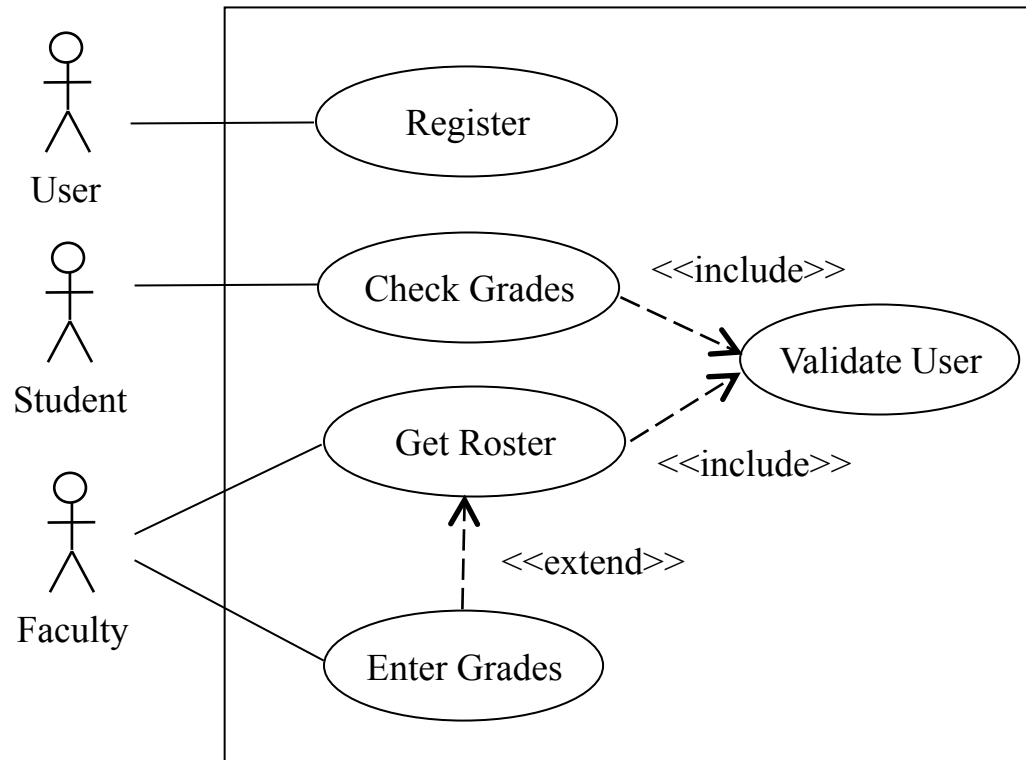 Register
User
Check Grades
<<include>>
Validate User
Student
Get Roster
<<include>>
<<extend>>
Faculty
Enter Grades